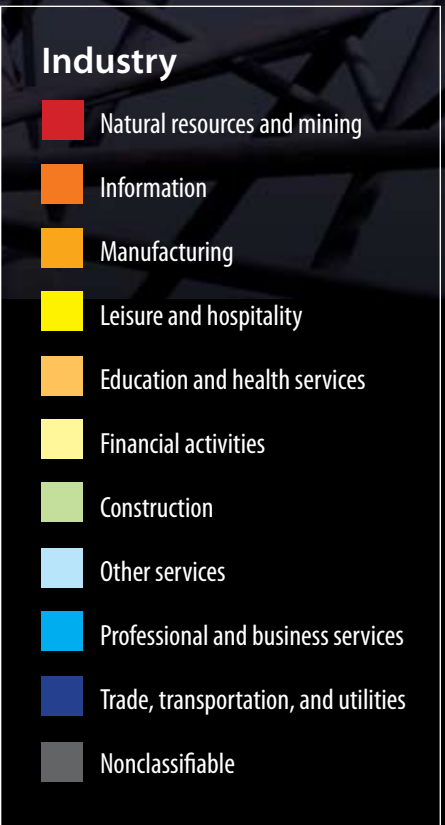 Industry
Natural resources and mining
Information
Manufacturing
Leisure and hospitality
Education and health services
Financial activities
Construction
Other services
Professional and business services
Trade, transportation, and utilities
Nonclassifiable